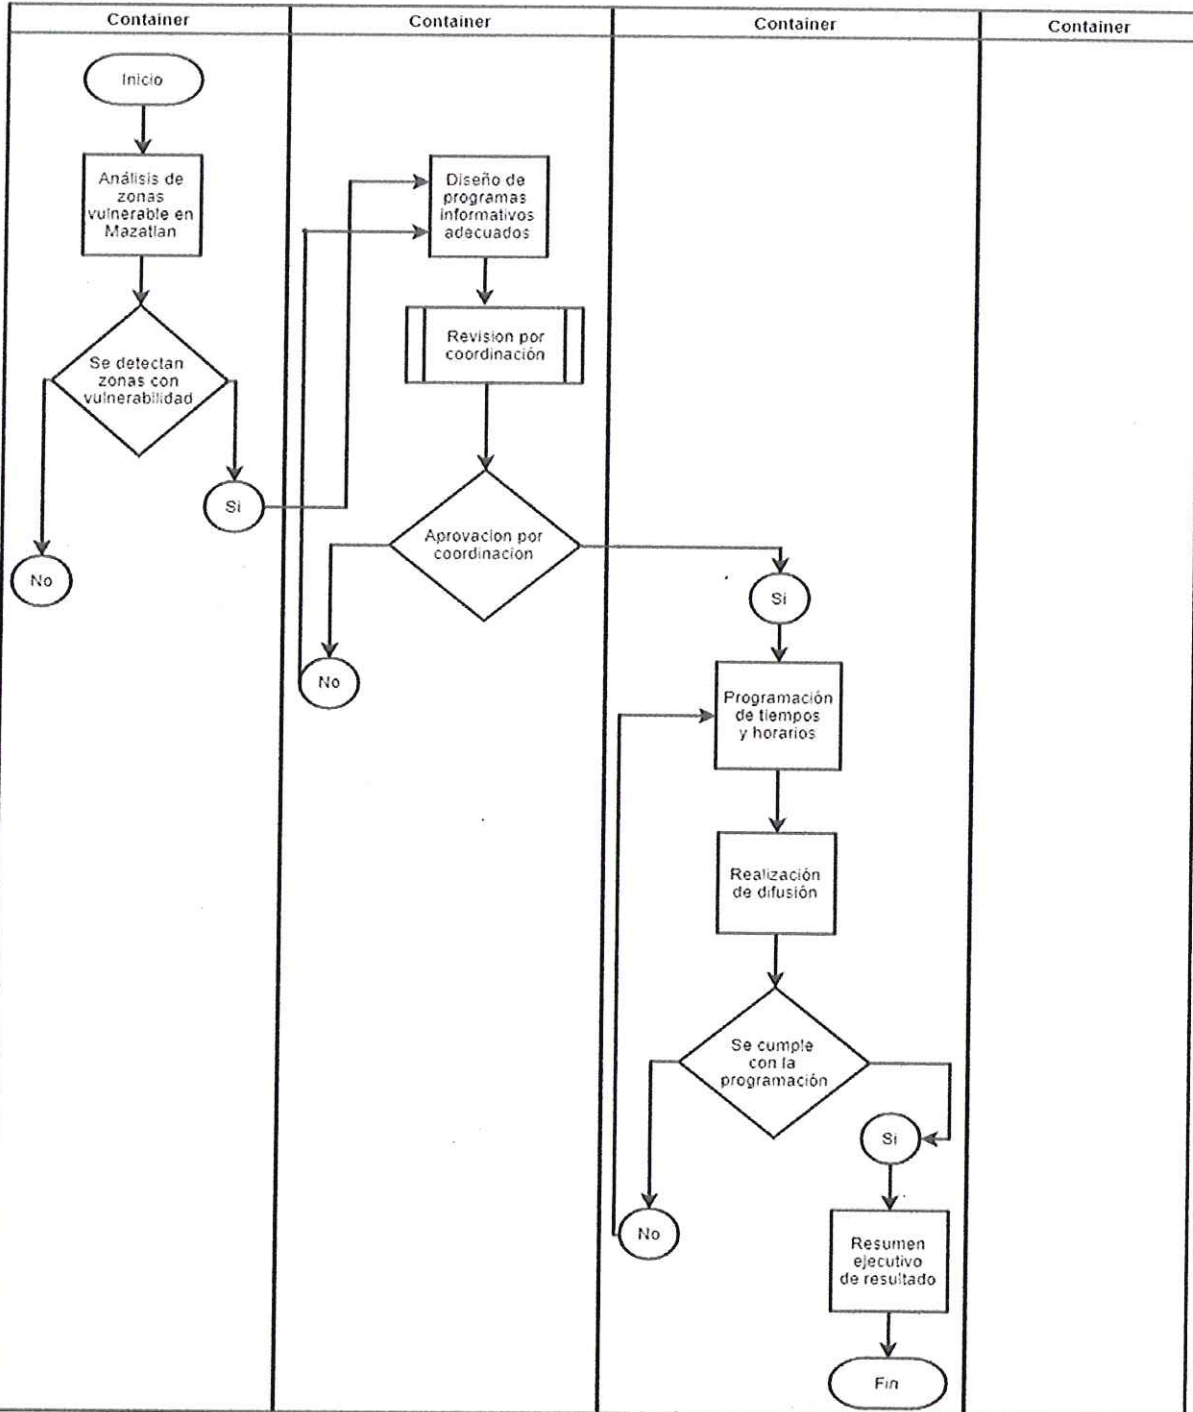 Container
Container
Container
Container
Inicio
Análisis de
zonas
vulnerable en
Mazatlan
Se detectan
zonas con
vulnerabilidad
Si
No
Diseño de
programas
informativos
adecuados
Revision por
coordinación
Aprovacion por
coordinacion
No
Si
Programación
de tiempos
y horarios
Realización
de difusión
Se cumple
con la
programación
Si
No
Resumen
ejecutivo
de resultado
Fin